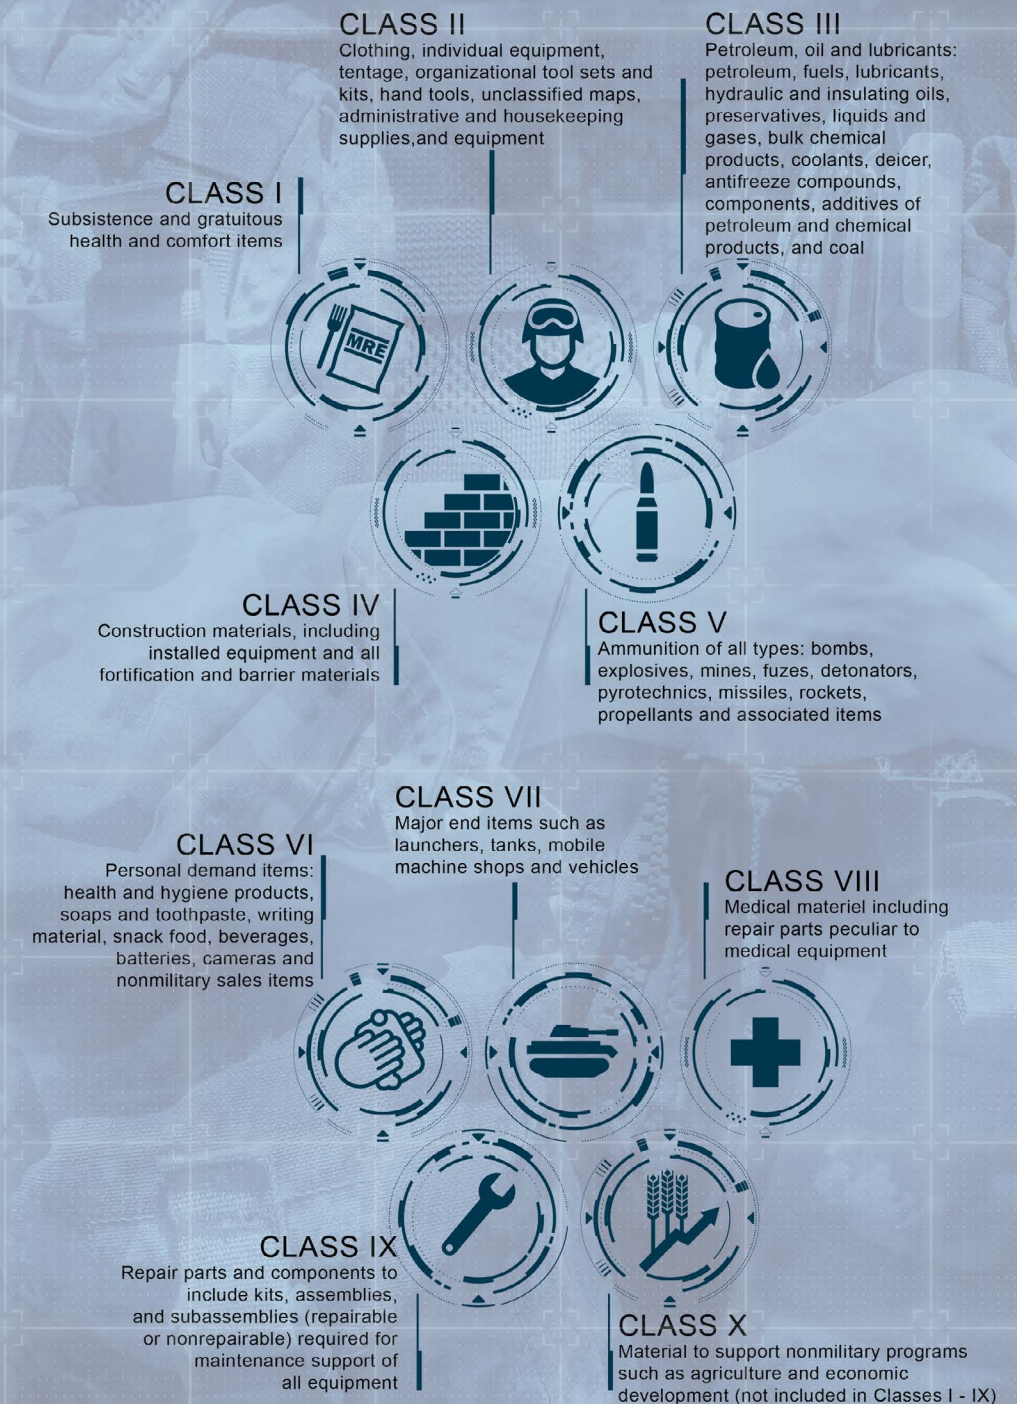 CLASS II
Clothing, individual equipment,
tentage, organizational tool sets and
kits, hand tools, unclassified maps,
administrative and housekeeping
supplies,and equipment
CLASS III
Petroleum, oil and lubricants:
petroleum, fuels, lubricants,
hydraulic and insulating oils,
preservatives, liquids and
gases, bulk chemical
products, coolants, deicer,
antifreeze compounds,
components, additives of
petroleum and chemical
products, and coal
CLASS I
Subsistence and gratuitous
health and comfort items
MRE
CLASS IV
Construction materials, including
installed equipment and all
fortification and barrier materials
CLASS V
Ammunition of all types: bombs,
explosives, mines, fuzes, detonators,
pyrotechnics, missiles, rockets,
propellants and associated items
CLASS VI
Personal demand items:
health and hygiene products,
soaps and toothpaste, writing
material, snack food, beverages,
batteries, cameras and
nonmilitary sales items
CLASS VII
Major end items such as
launchers, tanks, mobile
machine shops and vehicles
CLASS VIII
Medical materiel including
repair parts peculiar to
medical equipment
CLASS IX
Repair parts and components to
include kits, assemblies,
and subassemblies (repairable
or nonrepairable) required for
maintenance support of
all equipment
CLASS X
Material to support nonmilitary programs
such as agriculture and economic
development (not included in Classes I - IX)